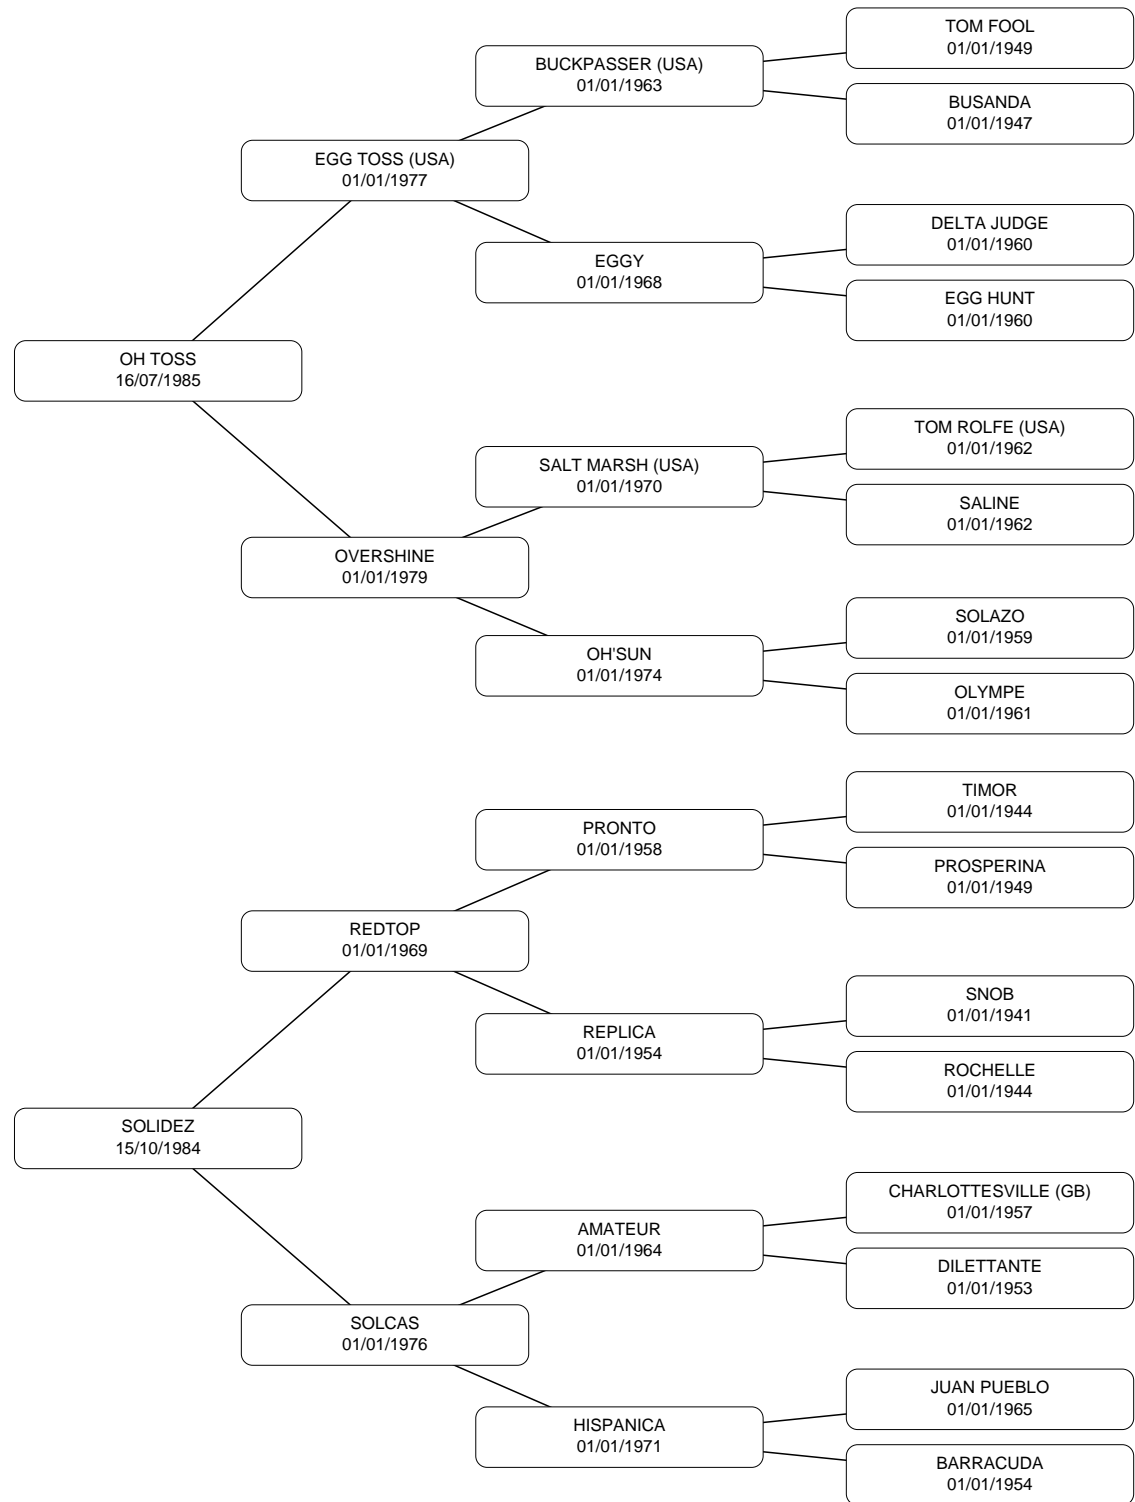 TOM FOOL
01/01/1949
BUCKPASSER (USA)
01/01/1963
BUSANDA
01/01/1947
EGG TOSS (USA)
01/01/1977
DELTA JUDGE
01/01/1960
EGGY
01/01/1968
EGG HUNT
01/01/1960
OH TOSS
16/07/1985
TOM ROLFE (USA)
01/01/1962
SALT MARSH (USA)
01/01/1970
SALINE
01/01/1962
OVERSHINE
01/01/1979
SOLAZO
01/01/1959
OH'SUN
01/01/1974
OLYMPE
01/01/1961
TIMOR
01/01/1944
PRONTO
01/01/1958
PROSPERINA
01/01/1949
REDTOP
01/01/1969
SNOB
01/01/1941
REPLICA
01/01/1954
ROCHELLE
01/01/1944
SOLIDEZ
15/10/1984
CHARLOTTESVILLE (GB)
01/01/1957
AMATEUR
01/01/1964
DILETTANTE
01/01/1953
SOLCAS
01/01/1976
JUAN PUEBLO
01/01/1965
HISPANICA
01/01/1971
BARRACUDA
01/01/1954